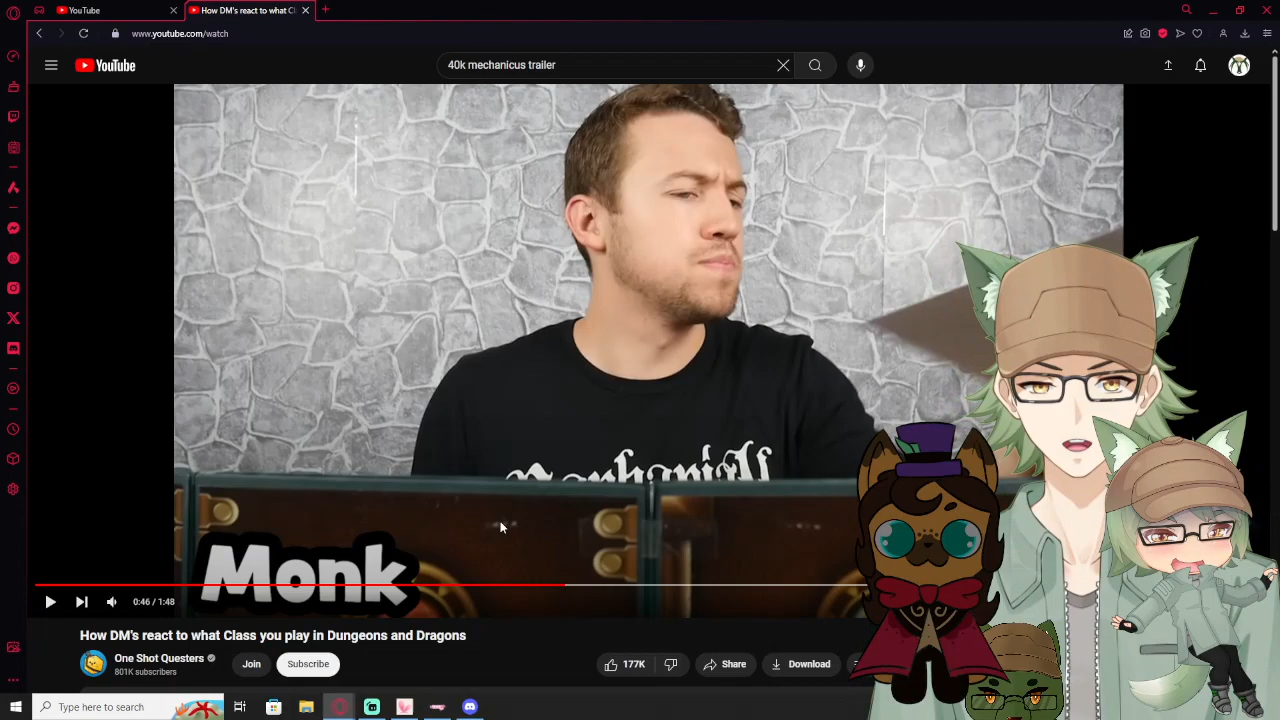 YouTube
How DM's react to what Cl
www.youtube.com/watch
YouTube
40k mechanicus trailer
Monk
0:46 / 1:48
How DM's react to what Class you play in Dungeons and Dragons
One Shot Questers
801K subscribers
Join
Subscribe
177K
Share
Download
Type here to search